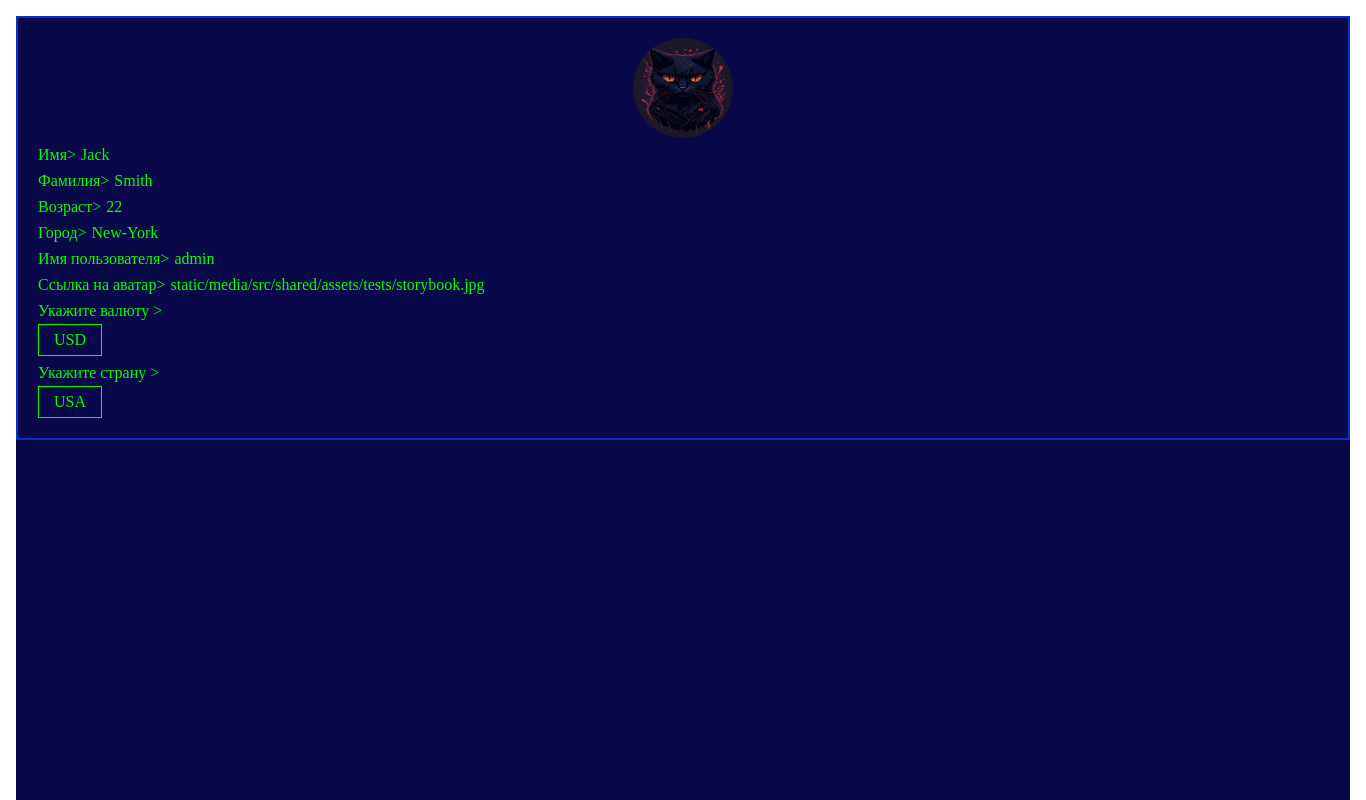 Имя> Jack
Фамилия> Smith
Возраст> 22
Город> New-York
Имя пользователя> admin
Ссылка на аватар> static/media/src/shared/assets/tests/storybook.jpg
Укажите валюту >
USD
Укажите страну >
USA